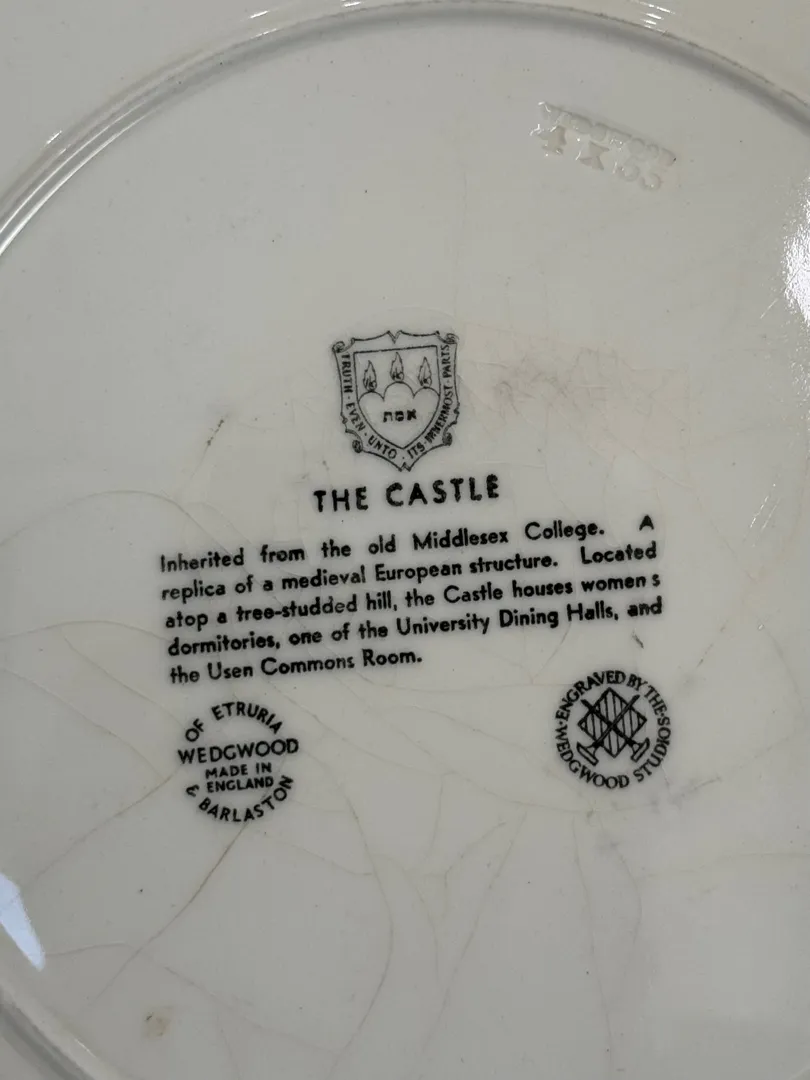 TRUTH · EVEN · UNTO · ITS · INNERMOST · PARTS
אמת
THE CASTLE
Inherited from the old Middlesex College. A
replica of a medieval European structure. Located
atop a tree-studded hill, the Castle houses women s
dormitories, one of the University Dining Halls, and
the Usen Commons Room.
OF ETRURIA
WEDGWOOD
MADE IN
ENGLAND
& BARLASTON
ENGRAVED BY THE · STUDIOS · WEDGWOOD